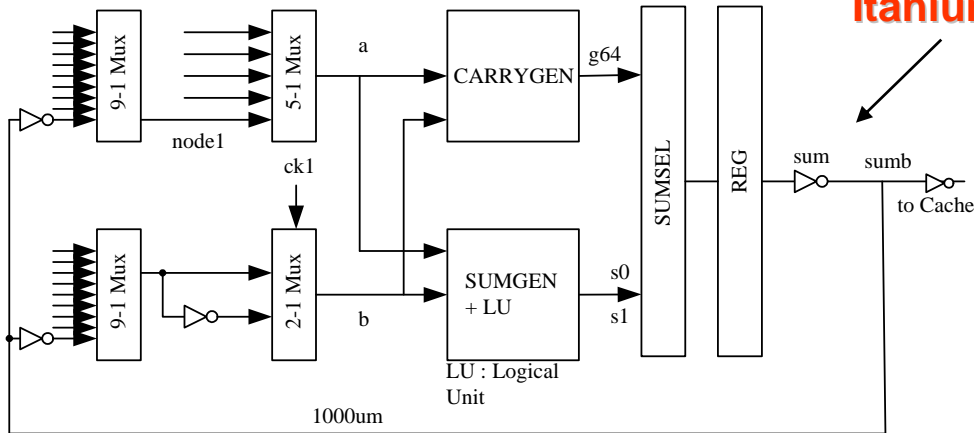 Itaniu
9-1 Mux
5-1 Mux
a
CARRYGEN
g64
node1
ck1
SUMSEL
REG
sum
sumb
to Cache
9-1 Mux
2-1 Mux
b
SUMGEN
+ LU
s0
s1
LU : Logical
Unit
1000um